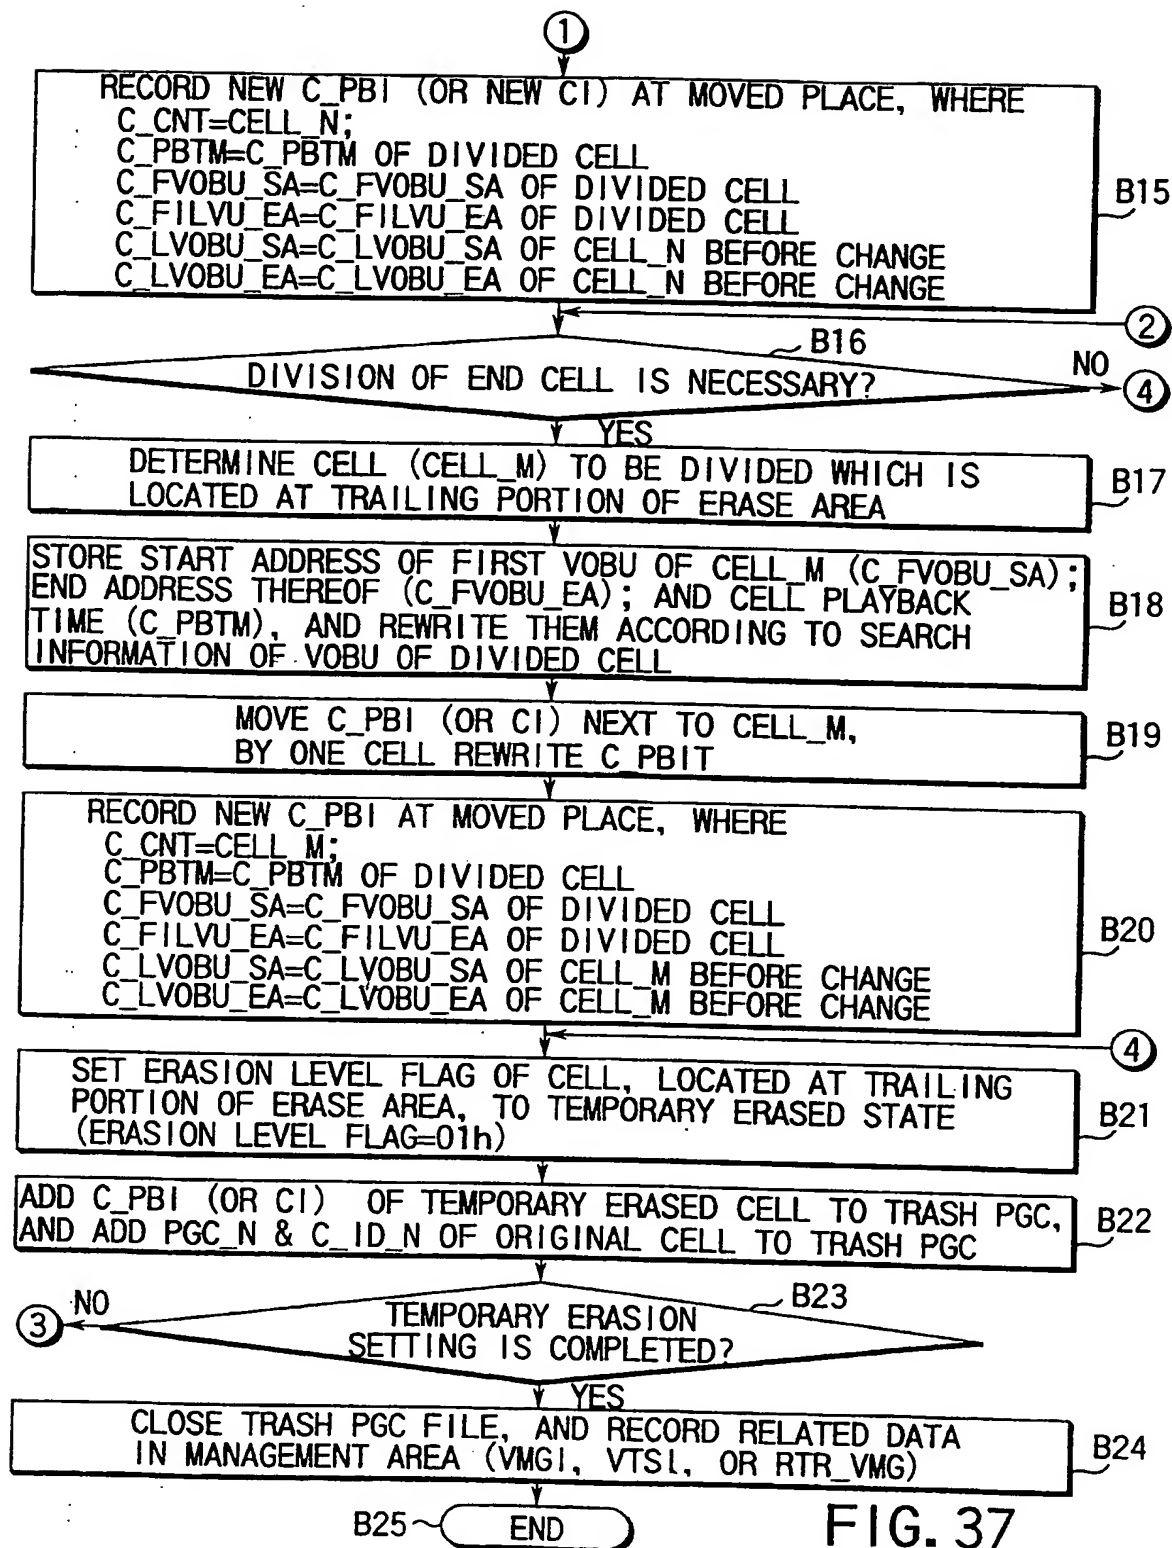 1
RECORD NEW C_PBI (OR NEW CI) AT MOVED PLACE, WHERE
C_CNT=CELL_N;
C_PBTM=C_PBTM OF DIVIDED CELL
C_FVOBU_SA=C_FVOBU_SA OF DIVIDED CELL
C_FILVU_EA=C_FILVU_EA OF DIVIDED CELL
C_LVOBU_SA=C_LVOBU_SA OF CELL_N BEFORE CHANGE
C_LVOBU_EA=C_LVOBU_EA OF CELL_N BEFORE CHANGE
B15
2
B16
DIVISION OF END CELL IS NECESSARY?
NO
4
YES
DETERMINE CELL (CELL_M) TO BE DIVIDED WHICH IS
LOCATED AT TRAILING PORTION OF ERASE AREA
B17
STORE START ADDRESS OF FIRST VOBU OF CELL_M (C_FVOBU_SA);
END ADDRESS THEREOF (C_FVOBU_EA); AND CELL PLAYBACK
TIME (C_PBTM), AND REWRITE THEM ACCORDING TO SEARCH
INFORMATION OF VOBU OF DIVIDED CELL
B18
MOVE C_PBI (OR CI) NEXT TO CELL_M,
BY ONE CELL REWRITE C_PBIT
B19
RECORD NEW C_PBI AT MOVED PLACE, WHERE
C_CNT=CELL_M;
C_PBTM=C_PBTM OF DIVIDED CELL
C_FVOBU_SA=C_FVOBU_SA OF DIVIDED CELL
C_FILVU_EA=C_FILVU_EA OF DIVIDED CELL
C_LVOBU_SA=C_LVOBU_SA OF CELL_M BEFORE CHANGE
C_LVOBU_EA=C_LVOBU_EA OF CELL_M BEFORE CHANGE
B20
4
SET ERASION LEVEL FLAG OF CELL, LOCATED AT TRAILING
PORTION OF ERASE AREA, TO TEMPORARY ERASED STATE
(ERASION LEVEL FLAG=01h)
B21
ADD C_PBI (OR CI) OF TEMPORARY ERASED CELL TO TRASH PGC,
AND ADD PGC_N & C_ID_N OF ORIGINAL CELL TO TRASH PGC
B22
B23
NO
3
TEMPORARY ERASION
SETTING IS COMPLETED?
YES
CLOSE TRASH PGC FILE, AND RECORD RELATED DATA
IN MANAGEMENT AREA (VMGI, VTSI, OR RTR_VMG)
B24
B25
END
FIG. 37